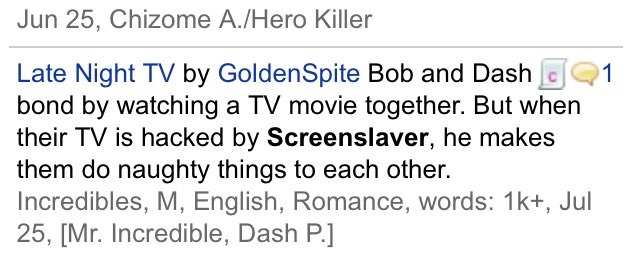 Jun 25, Chizome A./Hero Killer
Late Night TV by GoldenSpite Bob and Dash c 1
bond by watching a TV movie together. But when
their TV is hacked by Screenslaver, he makes
them do naughty things to each other.
Incredibles, M, English, Romance, words: 1k+, Jul
25, [Mr. Incredible, Dash P.]